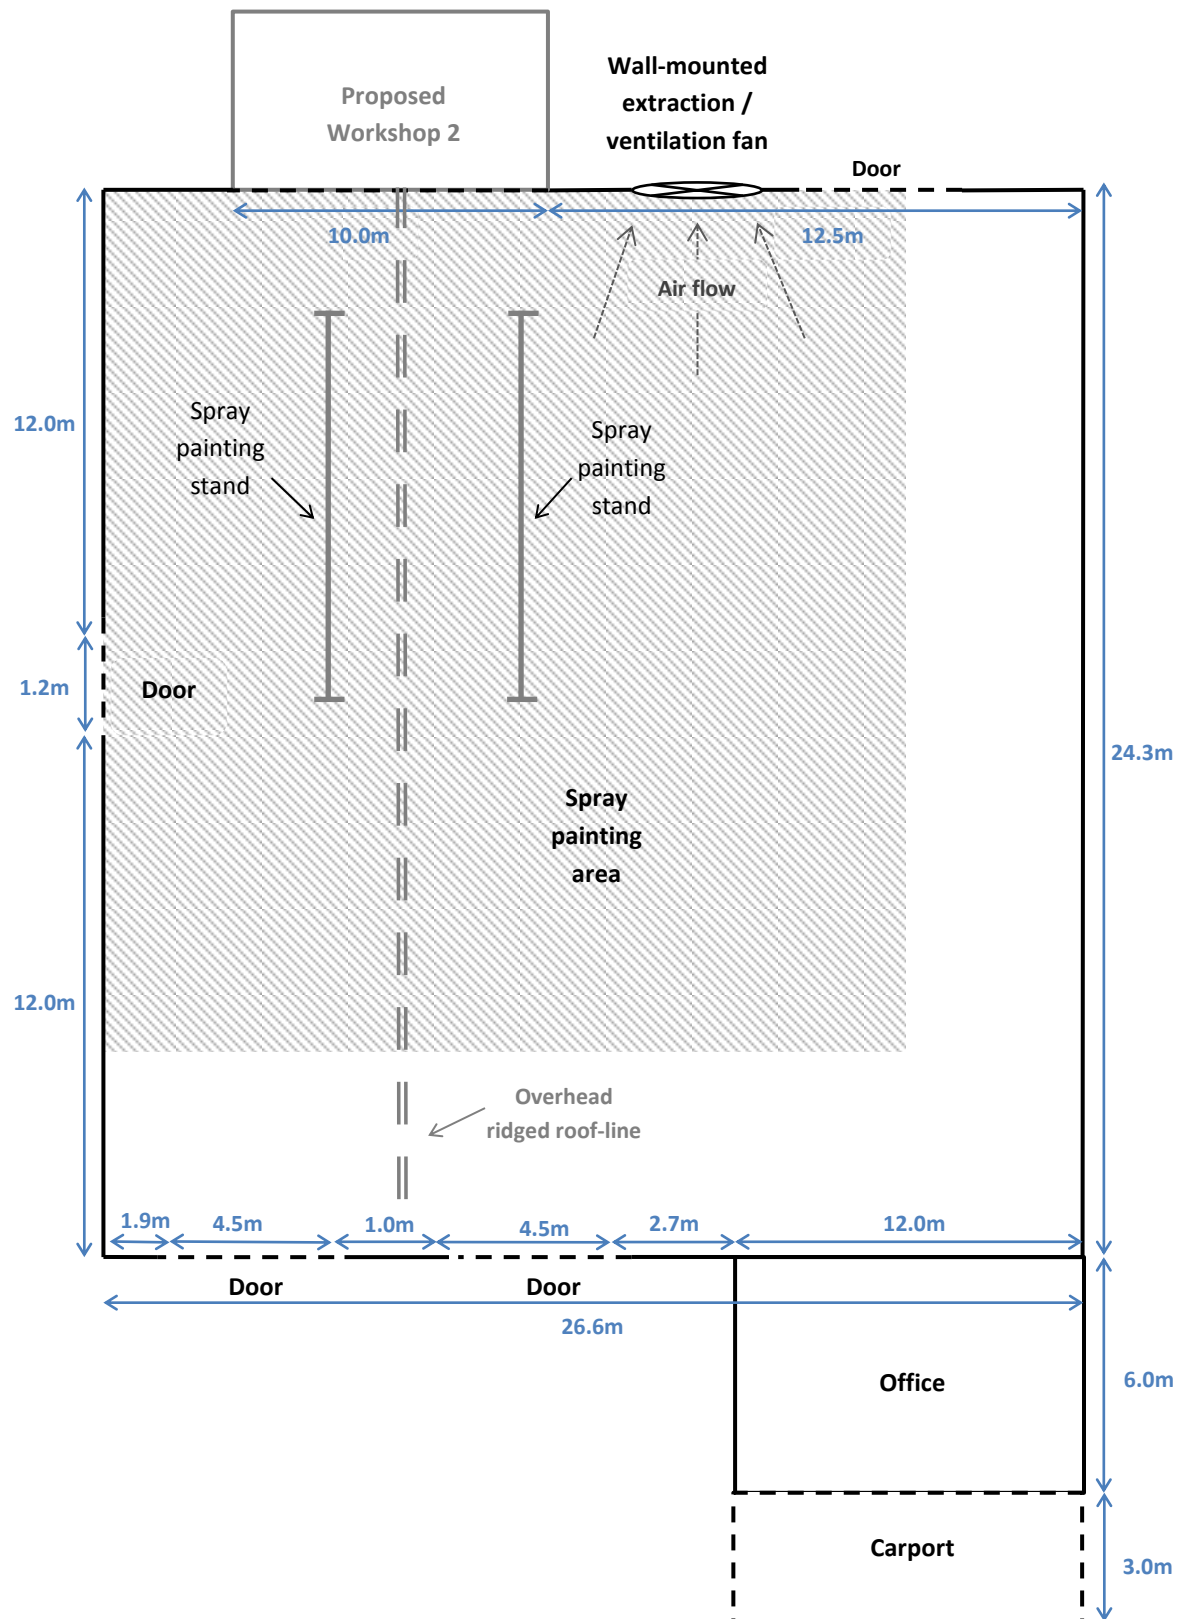 Proposed
Workshop 2
Wall-mounted
extraction /
ventilation fan
Door
10.0m
12.5m
Air flow
12.0m
Spray
painting
stand
Spray
painting
stand
1.2m
Door
24.3m
Spray
painting
area
12.0m
Overhead
ridged roof-line
1.9m
4.5m
1.0m
4.5m
2.7m
12.0m
Door
Door
26.6m
Office
6.0m
Carport
3.0m